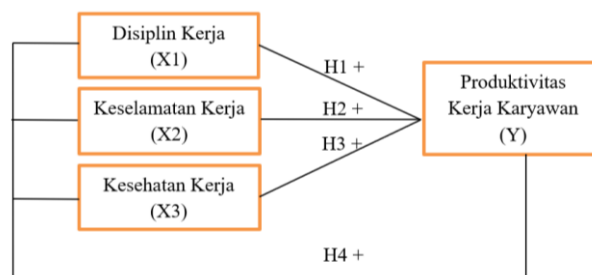 Disiplin Kerja
(X1)
H1 +
Keselamatan Kerja
(X2)
H2 +
Kesehatan Kerja
(X3)
H3 +
Produktivitas
Kerja Karyawan
(Y)
H4 +